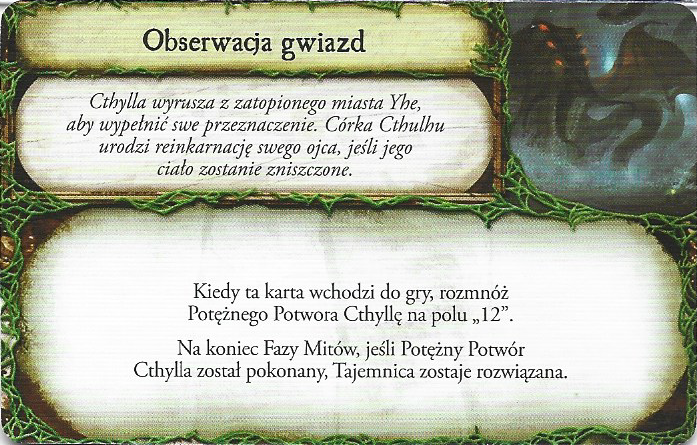 Obserwacja gwiazd
Cthylla wyrusza z zatopionego miasta Yhe,
aby wypełnić swe przeznaczenie. Córka Cthulhu
urodzi reinkarnację swego ojca, jeśli jego
ciało zostanie zniszczone.
Kiedy ta karta wchodzi do gry, rozmnóż
Potężnego Potwora Cthyllę na polu „12”.
Na koniec Fazy Mitów, jeśli Potężny Potwór
Cthylla został pokonany, Tajemnica zostaje rozwiązana.